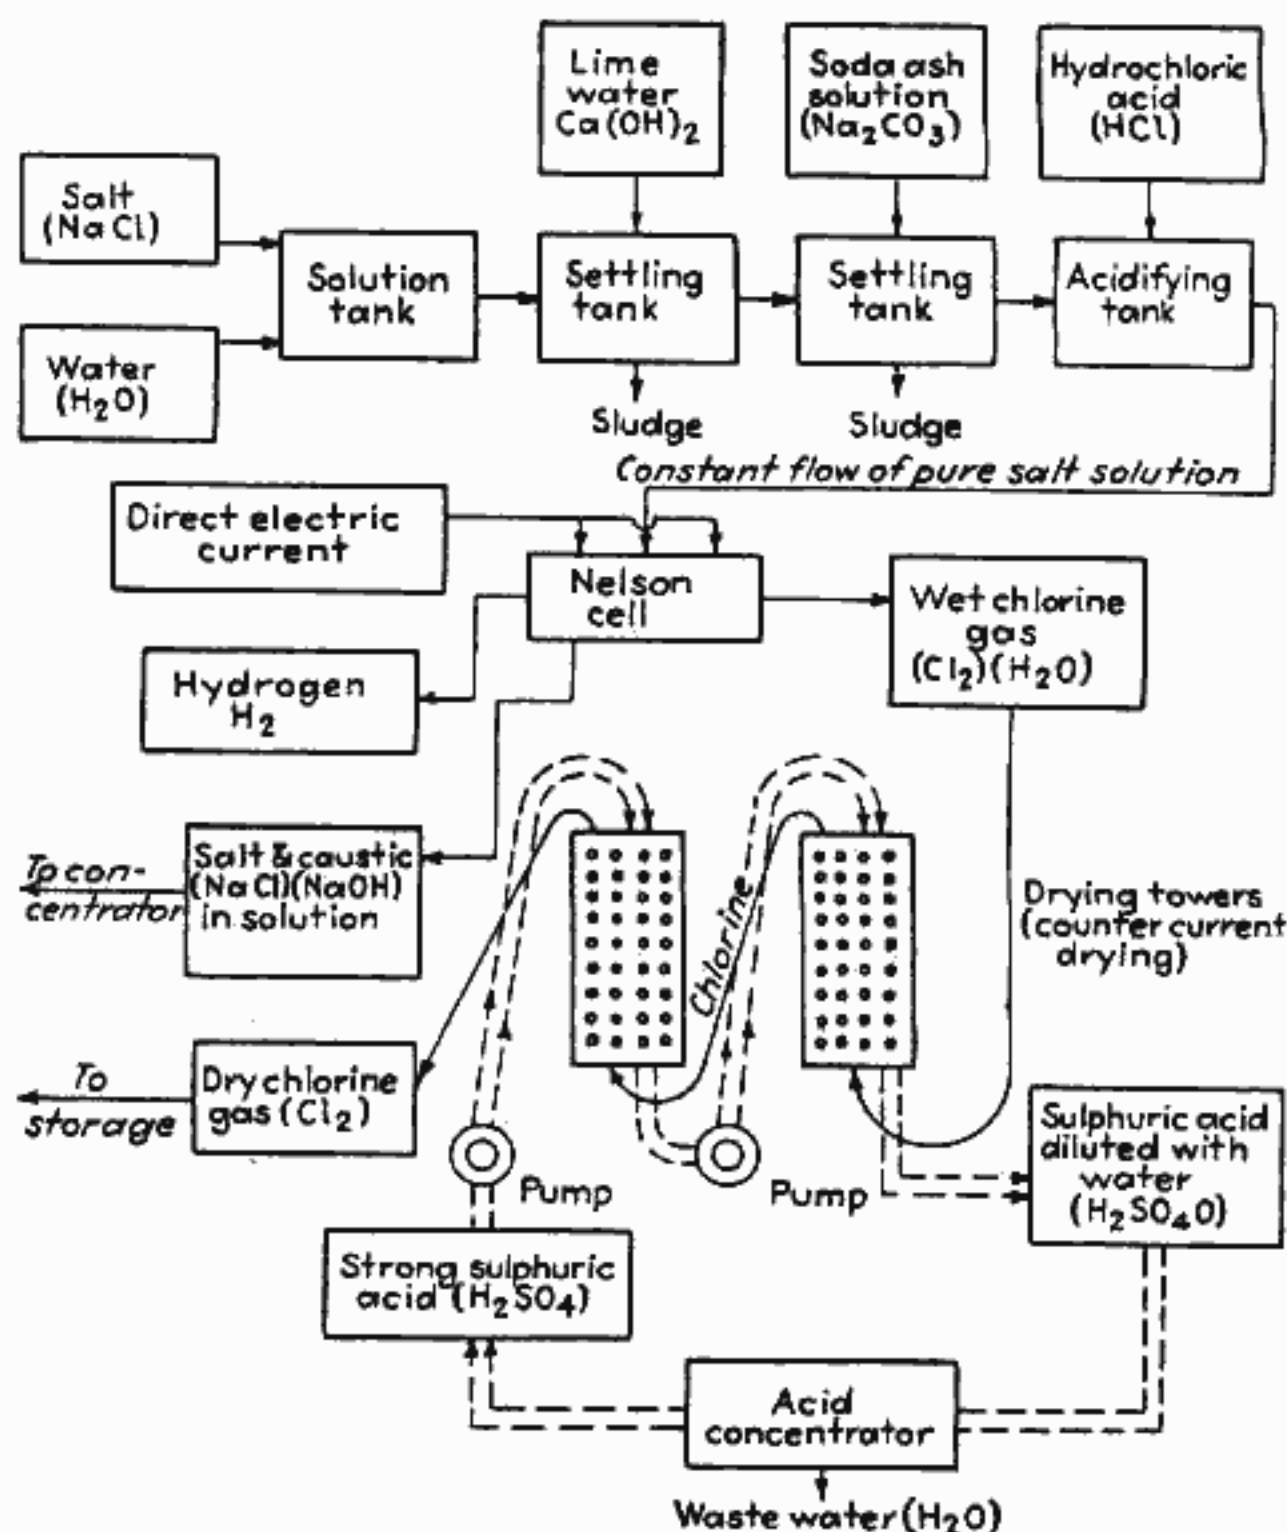 Lime
water
Ca(OH)2
Soda ash
solution
(Na2CO3)
Hydrochloric
acid
(HCl)
Salt
(NaCl)
Water
(H2O)
Solution
tank
Settling
tank
Settling
tank
Acidifying
tank
Sludge
Sludge
Constant flow of pure salt solution
Direct electric
current
Nelson
cell
Wet chlorine
gas
(Cl2)(H2O)
Hydrogen
H2
Salt & caustic
(NaCl)(NaOH)
in solution
To con-
centrator
Chlorine
Drying towers
(counter current
drying)
Dry chlorine
gas (Cl2)
To
storage
Pump
Pump
Sulphuric acid
diluted with
water
(H2SO4O)
Strong sulphuric
acid (H2SO4)
Acid
concentrator
Waste water (H2O)